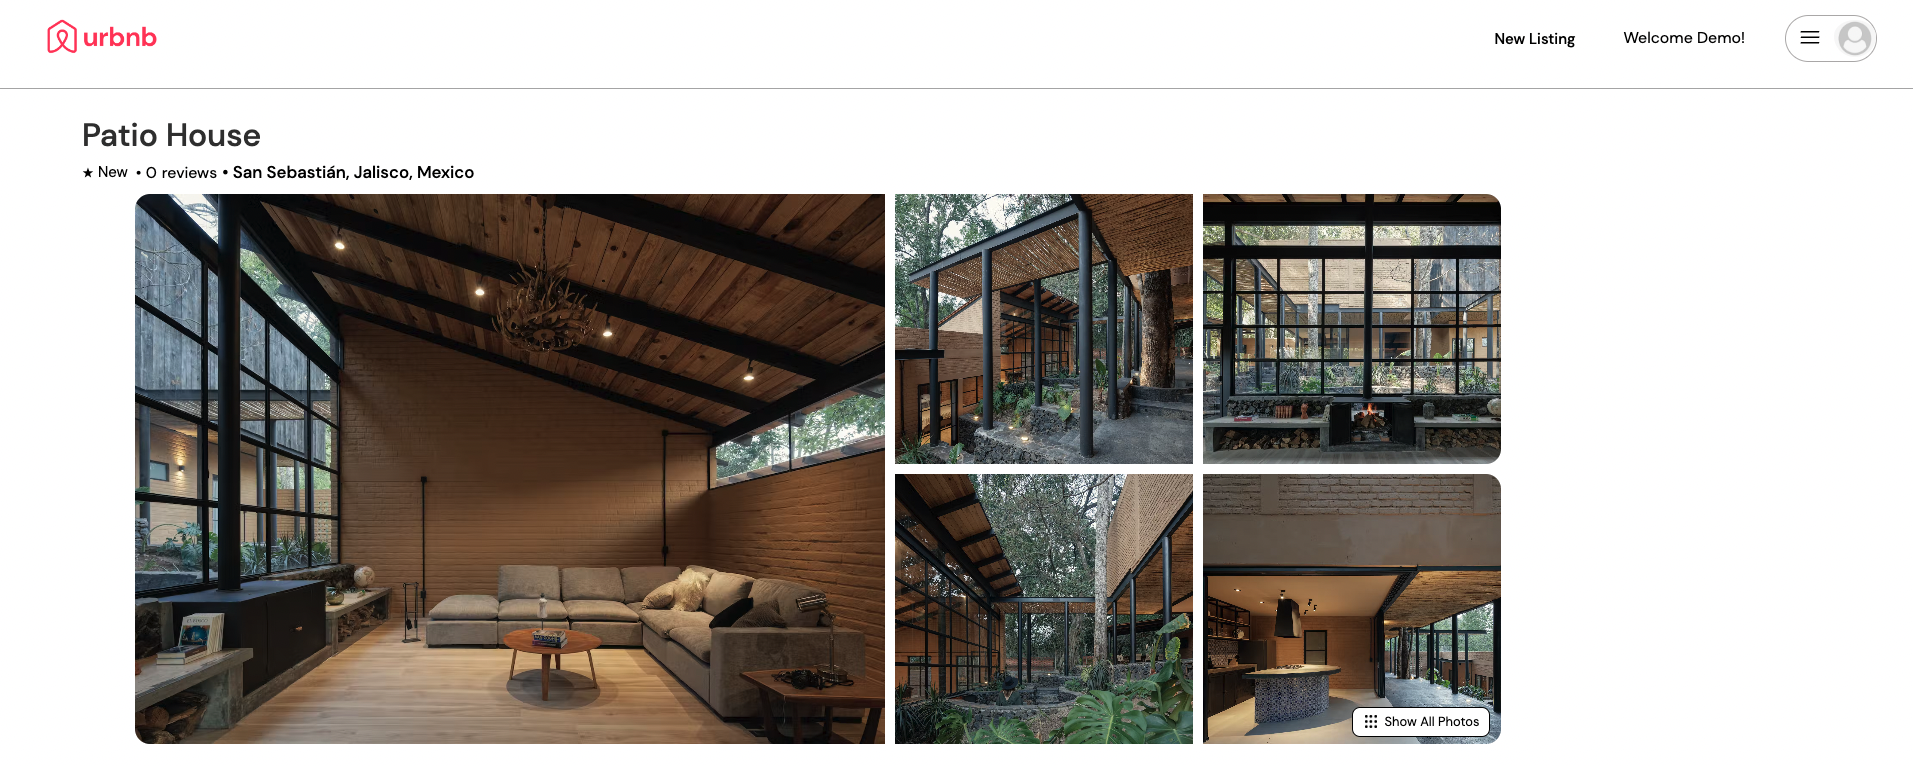 urbnb
New Listing
Welcome Demo!
Patio House
★ New • 0 reviews • San Sebastián, Jalisco, Mexico
Show All Photos